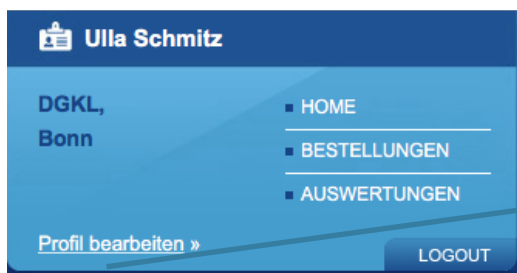 Ulla Schmitz
DGKL,
Bonn
HOME
BESTELLUNGEN
AUSWERTUNGEN
Profil bearbeiten »
LOGOUT